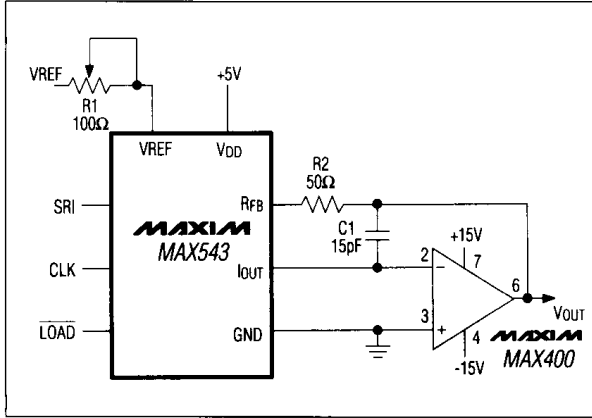 VREF
R1
100Ω
+5V
VREF
VDD
SRI
CLK
LOAD
MAXIM
MAX543
RFB
IOUT
GND
R2
50Ω
C1
15pF
+15V
2
−
7
6
3
+
4
-15V
VOUT
MAXIM
MAX400